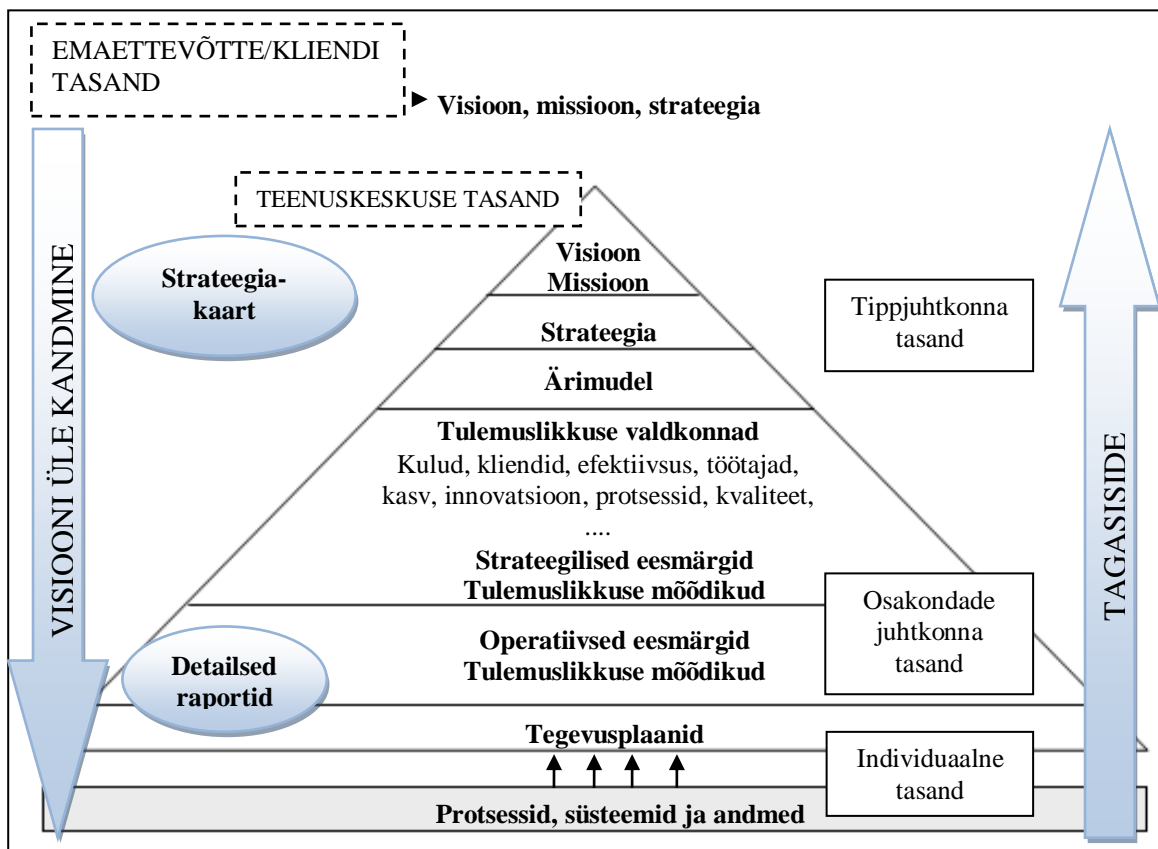 EMAETTEVÕTTE/KLIENDI
TASAND
Visioon, missioon, strateegia
TEENUSKESKUSE TASAND
VISIOONI ÜLE KANDMINE
Strateegia-
kaart
Visioon
Missioon
Strateegia
Ärimudel
Tippjuhtkonna
tasand
Tulemuslikkuse valdkonnad
Kulud, kliendid, efektiivsus, töötajad,
kasv, innovatsioon, protsessid, kvaliteet,
....
Strateegilised eesmärgid
Tulemuslikkuse mõõdikud
Operatiivsed eesmärgid
Tulemuslikkuse mõõdikud
Osakondade
juhtkonna
tasand
Detailsed
raportid
Tegevusplaanid
Individuaalne
tasand
Protsessid, süsteemid ja andmed
TAGASISIDE